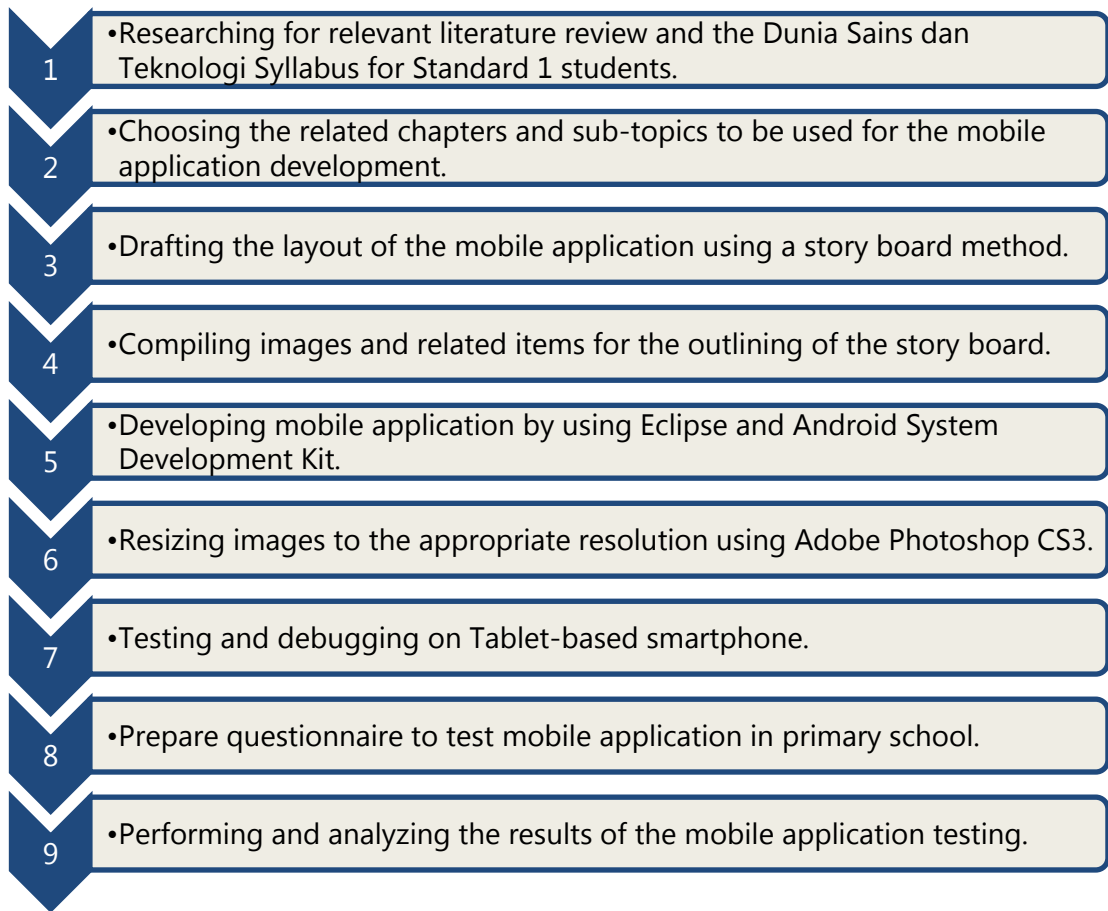 1
•Researching for relevant literature review and the Dunia Sains dan
Teknologi Syllabus for Standard 1 students.
2
•Choosing the related chapters and sub-topics to be used for the mobile
application development.
3
•Drafting the layout of the mobile application using a story board method.
4
•Compiling images and related items for the outlining of the story board.
5
•Developing mobile application by using Eclipse and Android System
Development Kit.
6
•Resizing images to the appropriate resolution using Adobe Photoshop CS3.
7
•Testing and debugging on Tablet-based smartphone.
8
•Prepare questionnaire to test mobile application in primary school.
9
•Performing and analyzing the results of the mobile application testing.